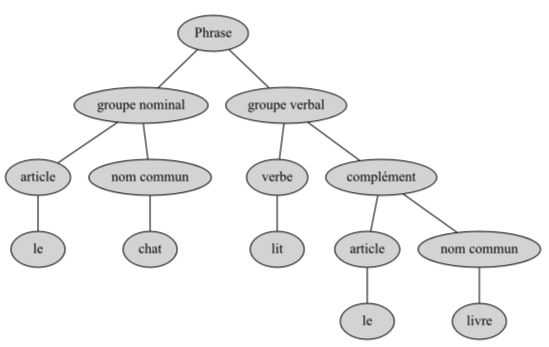 Phrase
groupe nominal groupe verbal
article nom commun verbe complément
le chat lit article nom commun
le livre